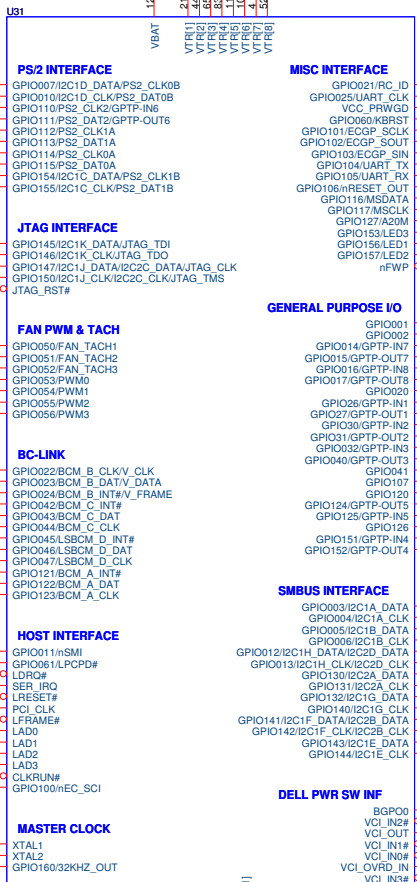 U31
VBAT
VTR[1]
VTR[2]
VTR[3]
VTR[4]
VTR[5]
VTR[6]
VTR[7]
VTR[8]
PS/2 INTERFACE
GPIO007/I2C1D_DATA/PS2_CLK0B
GPIO010/I2C1D_CLK/PS2_DAT0B
GPIO110/PS2_CLK2/GPTP-IN6
GPIO111/PS2_DAT2/GPTP-OUT6
GPIO112/PS2_CLK1A
GPIO113/PS2_DAT1A
GPIO114/PS2_CLK0A
GPIO115/PS2_DAT0A
GPIO154/I2C1C_DATA/PS2_CLK1B
GPIO155/I2C1C_CLK/PS2_DAT1B
JTAG INTERFACE
GPIO145/I2C1K_DATA/JTAG_TDI
GPIO146/I2C1K_CLK/JTAG_TDO
GPIO147/I2C1J_DATA/I2C2C_DATA/JTAG_CLK
GPIO150/I2C1J_CLK/I2C2C_CLK/JTAG_TMS
JTAG_RST#
FAN PWM & TACH
GPIO050/FAN_TACH1
GPIO051/FAN_TACH2
GPIO052/FAN_TACH3
GPIO053/PWM0
GPIO054/PWM1
GPIO055/PWM2
GPIO056/PWM3
BC-LINK
GPIO022/BCM_B_CLK/V_CLK
GPIO023/BCM_B_DAT/V_DATA
GPIO024/BCM_B_INT#/V_FRAME
GPIO042/BCM_C_INT#
GPIO043/BCM_C_DAT
GPIO044/BCM_C_CLK
GPIO045/LSBCM_D_INT#
GPIO046/LSBCM_D_DAT
GPIO047/LSBCM_D_CLK
GPIO121/BCM_A_INT#
GPIO122/BCM_A_DAT
GPIO123/BCM_A_CLK
HOST INTERFACE
GPIO011/nSMI
GPIO061/LPCPD#
LDRQ#
SER_IRQ
LRESET#
PCI_CLK
LFRAME#
LAD0
LAD1
LAD2
LAD3
CLKRUN#
GPIO100/nEC_SCI
MASTER CLOCK
XTAL1
XTAL2
GPIO160/32KHZ_OUT
MISC INTERFACE
GPIO021/RC_ID
GPIO025/UART_CLK
VCC_PRWGD
GPIO060/KBRST
GPIO101/ECGP_SCLK
GPIO102/ECGP_SOUT
GPIO103/ECGP_SIN
GPIO104/UART_TX
GPIO105/UART_RX
GPIO106/nRESET_OUT
GPIO116/MSDATA
GPIO117/MSCLK
GPIO127/A20M
GPIO153/LED3
GPIO156/LED1
GPIO157/LED2
nFWP
GENERAL PURPOSE I/O
GPIO001
GPIO002
GPIO014/GPTP-IN7
GPIO015/GPTP-OUT7
GPIO016/GPTP-IN8
GPIO017/GPTP-OUT8
GPIO020
GPIO26/GPTP-IN1
GPIO27/GPTP-OUT1
GPIO30/GPTP-IN2
GPIO31/GPTP-OUT2
GPIO032/GPTP-IN3
GPIO040/GPTP-OUT3
GPIO041
GPIO107
GPIO120
GPIO124/GPTP-OUT5
GPIO125/GPTP-IN5
GPIO126
GPIO151/GPTP-IN4
GPIO152/GPTP-OUT4
SMBUS INTERFACE
GPIO003/I2C1A_DATA
GPIO004/I2C1A_CLK
GPIO005/I2C1B_DATA
GPIO006/I2C1B_CLK
GPIO012/I2C1H_DATA/I2C2D_DATA
GPIO013/I2C1H_CLK/I2C2D_CLK
GPIO130/I2C2A_DATA
GPIO131/I2C2A_CLK
GPIO132/I2C1G_DATA
GPIO140/I2C1G_CLK
GPIO141/I2C1F_DATA/I2C2B_DATA
GPIO142/I2C1F_CLK/I2C2B_CLK
GPIO143/I2C1E_DATA
GPIO144/I2C1E_CLK
DELL PWR SW INF
BGPO0
VCI_IN2#
VCI_OUT
VCI_IN1#
VCI_IN0#
VCI_OVRD_IN
VCI_IN3#